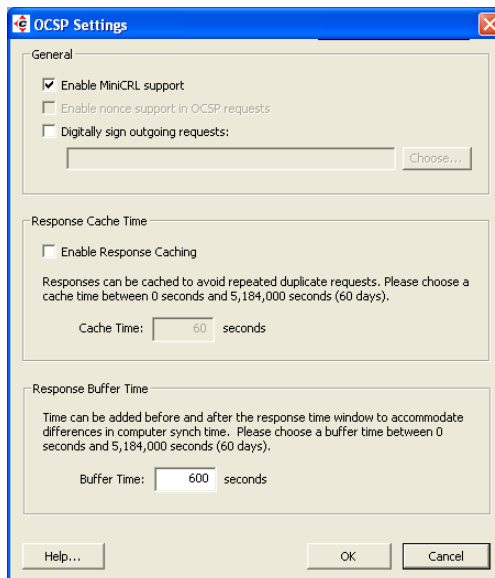 OCSP Settings
General
Enable MiniCRL support
Enable nonce support in OCSP requests
Digitally sign outgoing requests:
Choose...
Response Cache Time
Enable Response Caching
Responses can be cached to avoid repeated duplicate requests. Please choose a
cache time between 0 seconds and 5,184,000 seconds (60 days).
Cache Time: 60 seconds
Response Buffer Time
Time can be added before and after the response time window to accommodate
differences in computer synch time. Please choose a buffer time between 0
seconds and 5,184,000 seconds (60 days).
Buffer Time: 600 seconds
Help... OK Cancel